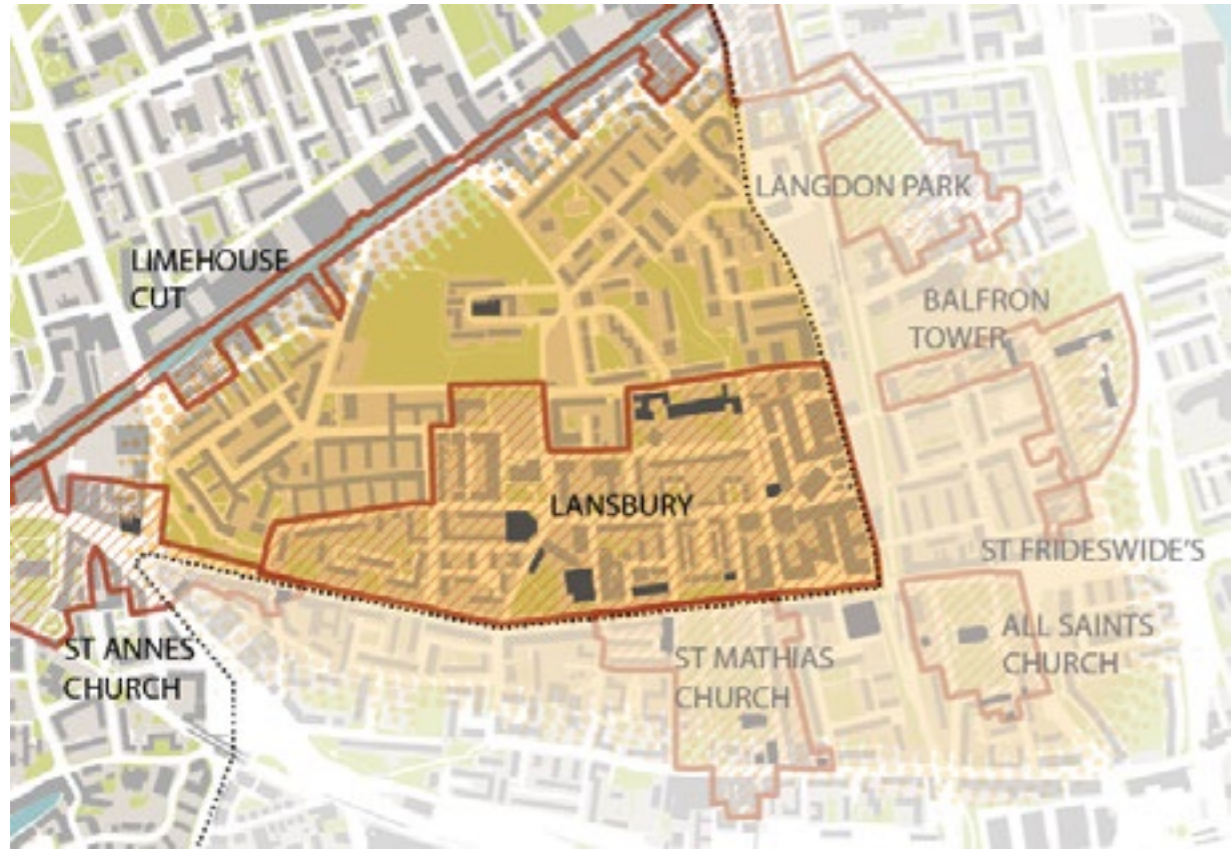 LANGDON PARK
LIMEHOUSE
CUT
BALFRON
TOWER
LANSBURY
ST FRIDESWIDE'S
ST ANNES
CHURCH
ST MATHIAS
CHURCH
ALL SAINTS
CHURCH